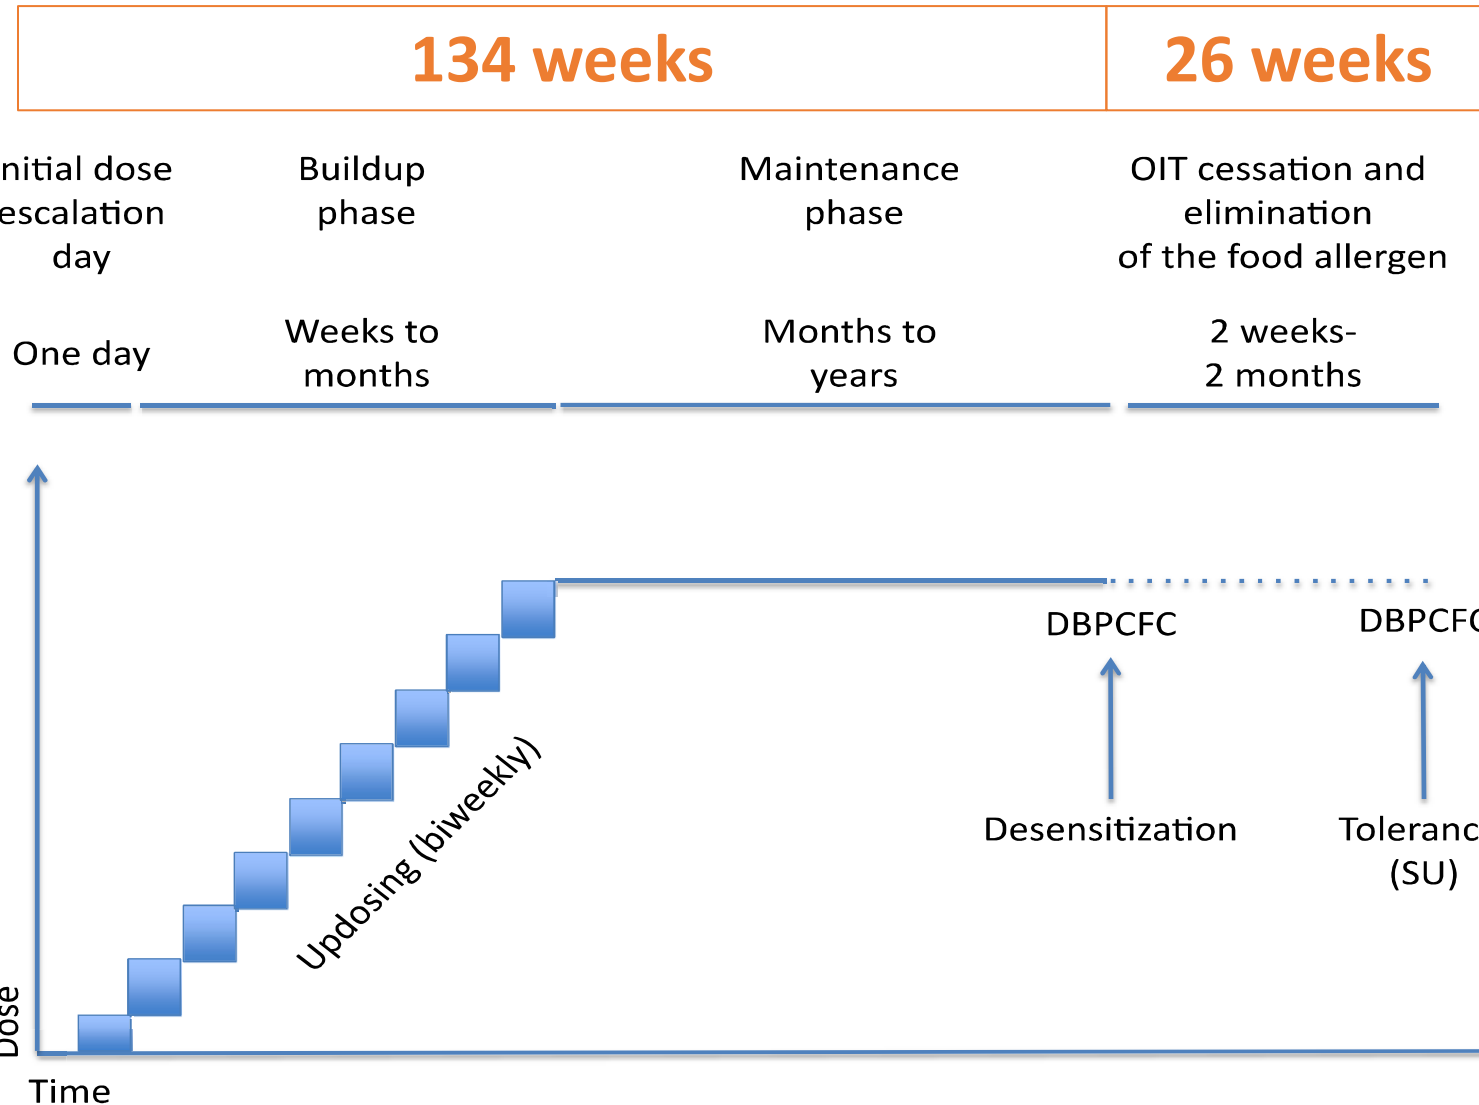 134 weeks
26 weeks
nitial dose
escalation
day
Buildup
phase
Maintenance
phase
OIT cessation and
elimination
of the food allergen
One day
Weeks to
months
Months to
years
2 weeks-
2 months
DBPCFC
DBPCFC
Updosing (biweekly)
Desensitization
Toleranc
(SU)
Dose
Time